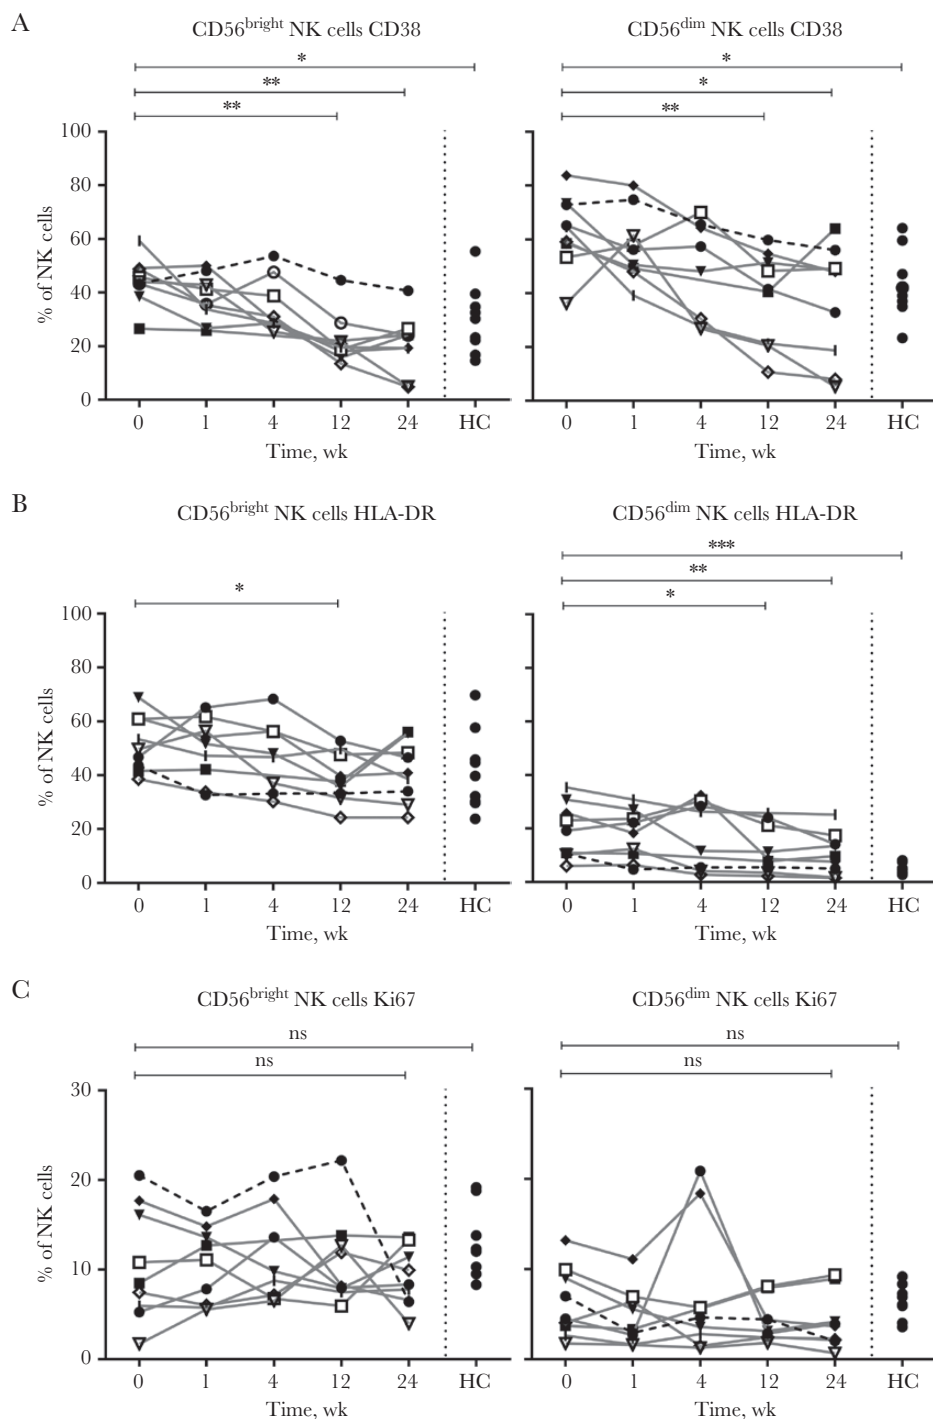 A
CD56bright NK cells CD38
CD56dim NK cells CD38
*
**
**
*
*
**
% of NK cells
100
80
60
40
20
0
0 1 4 12 24 HC
Time, wk
0 1 4 12 24 HC
Time, wk
B
CD56bright NK cells HLA-DR
CD56dim NK cells HLA-DR
*
***
**
*
% of NK cells
100
80
60
40
20
0
0 1 4 12 24 HC
Time, wk
0 1 4 12 24 HC
Time, wk
C
CD56bright NK cells Ki67
CD56dim NK cells Ki67
ns
ns
ns
ns
% of NK cells
30
20
10
0
0 1 4 12 24 HC
Time, wk
0 1 4 12 24 HC
Time, wk